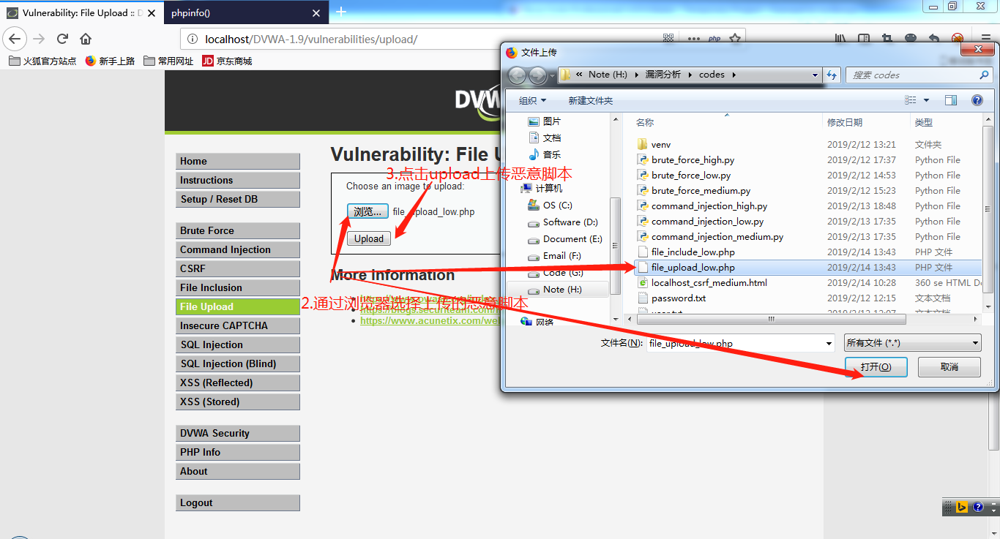 Vulnerability: File Upload :: D
phpinfo()
localhost/DVWA-1.9/vulnerabilities/upload/
php
火狐官方站点
新手上路
常用网址
JD 京东商城
DVWA
Home
Instructions
Setup / Reset DB
Brute Force
Command Injection
CSRF
File Inclusion
File Upload
Insecure CAPTCHA
SQL Injection
SQL Injection (Blind)
XSS (Reflected)
XSS (Stored)
DVWA Security
PHP Info
About
Logout
Vulnerability: File U
3.点击upload上传恶意脚本
Choose an image to upload:
浏览... file_upload_low.php
Upload
More Information
2.通过浏览器选择上传的恶意脚本
https://blogs.securiteam.com/
https://www.acunetix.com/we
文件上传
« Note (H:) 漏洞分析 codes
搜索 codes
组织 新建文件夹
图片
文档
音乐
计算机
OS (C:)
Software (D:)
Document (E:)
Email (F:)
Code (G:)
Note (H:)
网络
名称 修改日期 类型
venv 2019/2/12 13:21 文件夹
brute_force_high.py 2019/2/12 17:37 Python File
brute_force_low.py 2019/2/12 14:53 Python File
brute_force_medium.py 2019/2/12 15:23 Python File
command_injection_high.py 2019/2/13 18:48 Python File
command_injection_low.py 2019/2/13 17:35 Python File
command_injection_medium.py 2019/2/13 17:35 Python File
file_include_low.php 2019/2/14 13:43 PHP 文件
file_upload_low.php 2019/2/14 13:43 PHP 文件
localhost_csrf_medium.html 2019/2/14 10:28 360 se HTML Do
password.txt 2019/2/12 12:15 文本文档
文件名(N): file_upload_low.php 所有文件 (*.*)
打开(O) 取消